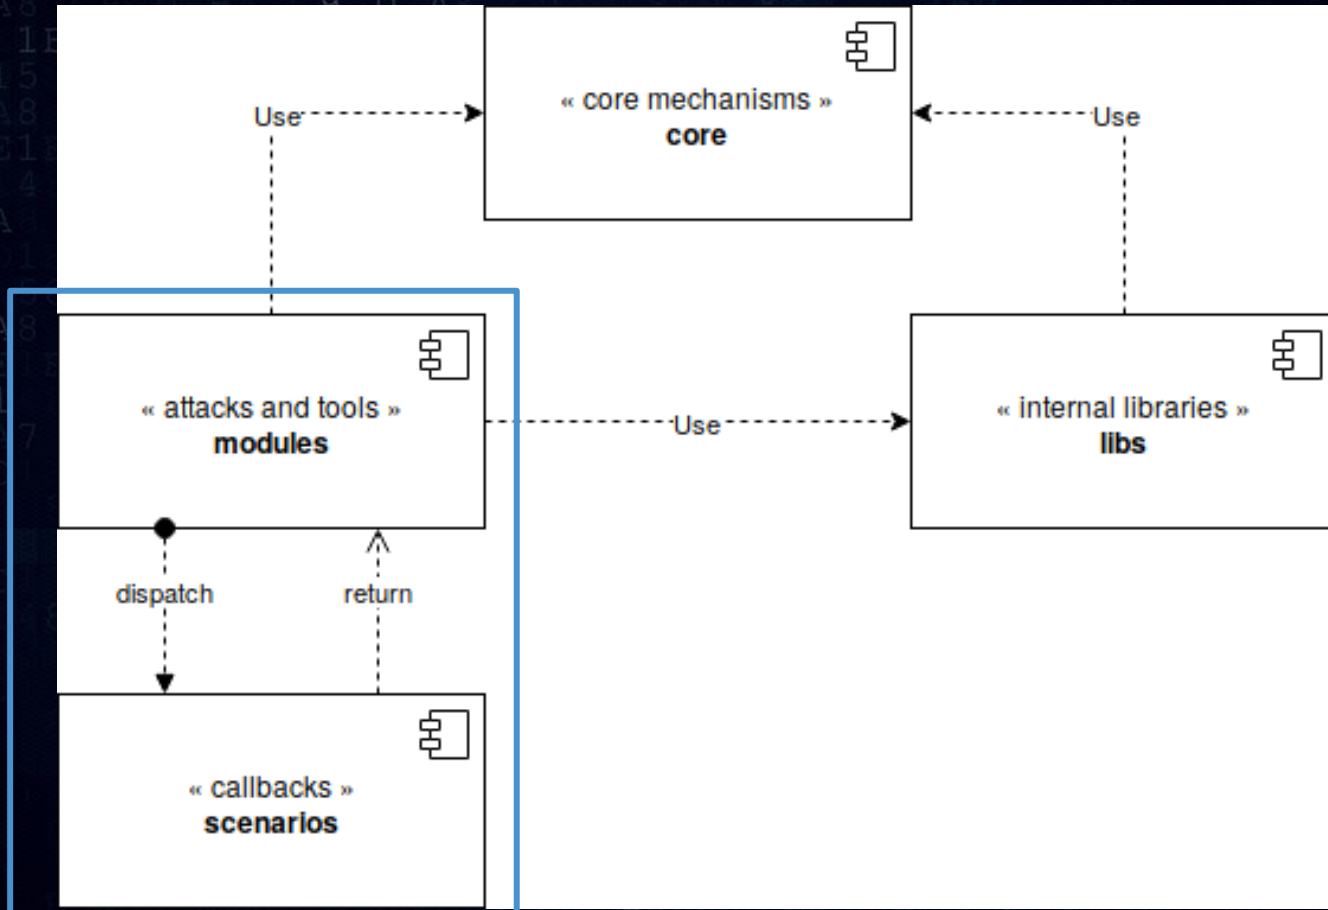 « core mechanisms »
core
Use
Use
« attacks and tools »
modules
Use
« internal libraries »
libs
dispatch
return
« callbacks »
scenarios